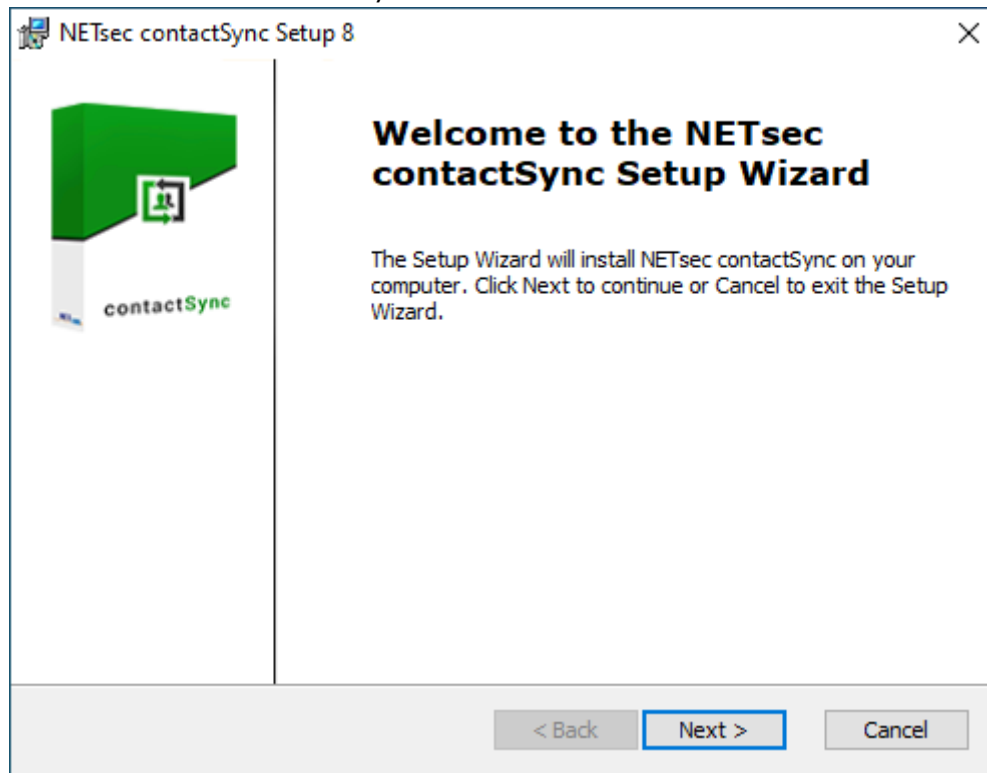 NETsec contactSync Setup 8
Welcome to the NETsec
contactSync Setup Wizard
The Setup Wizard will install NETsec contactSync on your
computer. Click Next to continue or Cancel to exit the Setup
Wizard.
contactSync
< Back
Next >
Cancel